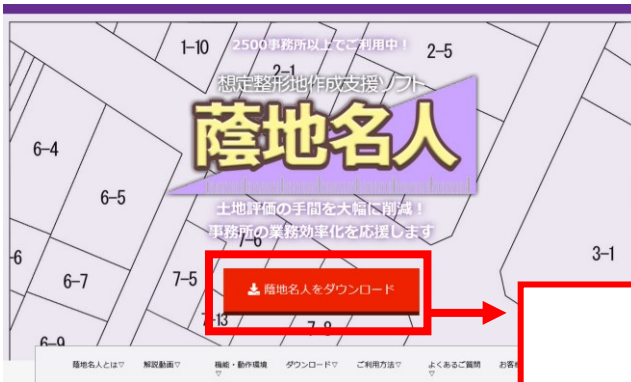 1-10
2500事務所以上でご利用中！
2-5
2-1
想定整形地作成支援ソフト
蔭地名人
6-4
6-5
土地評価の手間を大幅に削減！
事務所の業務効率化を応援します
7-6
3-1
-6
6-7
7-5
蔭地名人をダウンロード
7-13
7-8
6-9
蔭地名人とは▽
解説動画▽
機能・動作環境▽
ダウンロード▽
ご利用方法▽
よくあるご質問▽
お客様